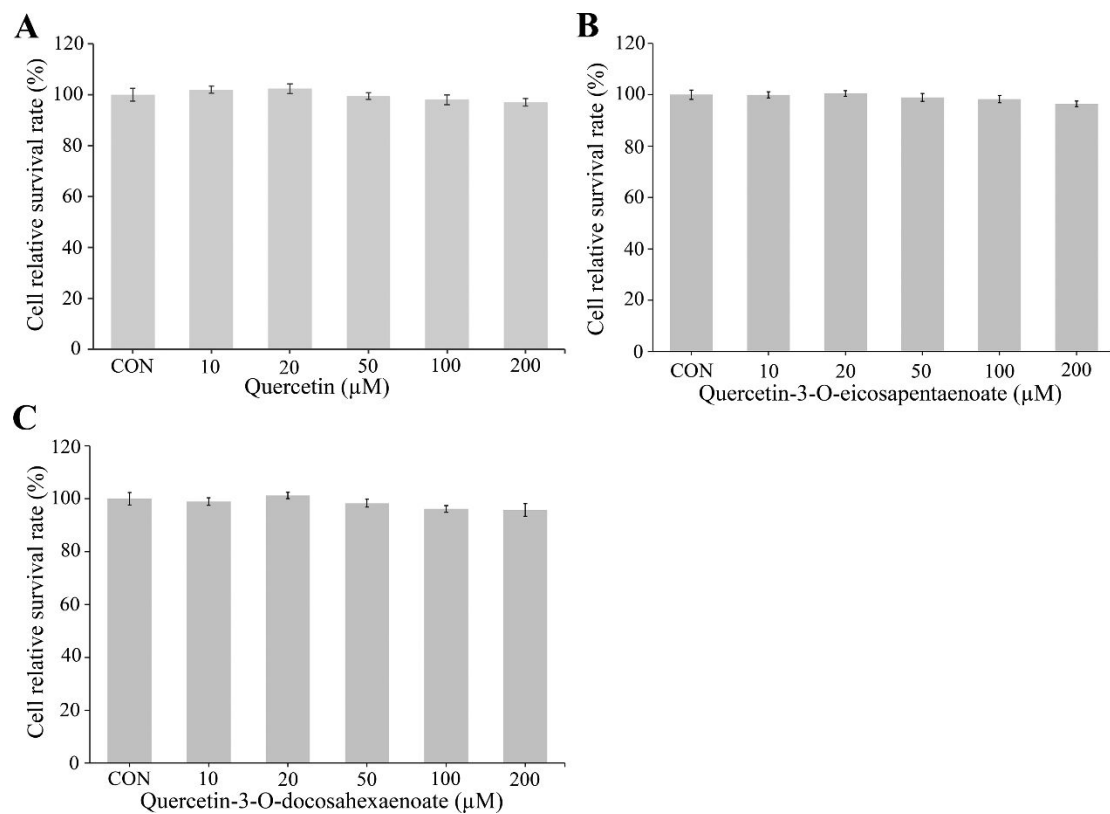 A
Cell relative survival rate (%)
120
100
80
60
40
20
0
CON 10 20 50 100 200
Quercetin (µM)
B
Cell relative survival rate (%)
120
100
80
60
40
20
0
CON 10 20 50 100 200
Quercetin-3-O-eicosapentaenoate (µM)
C
Cell relative survival rate (%)
120
100
80
60
40
20
0
CON 10 20 50 100 200
Quercetin-3-O-docosahexaenoate (µM)